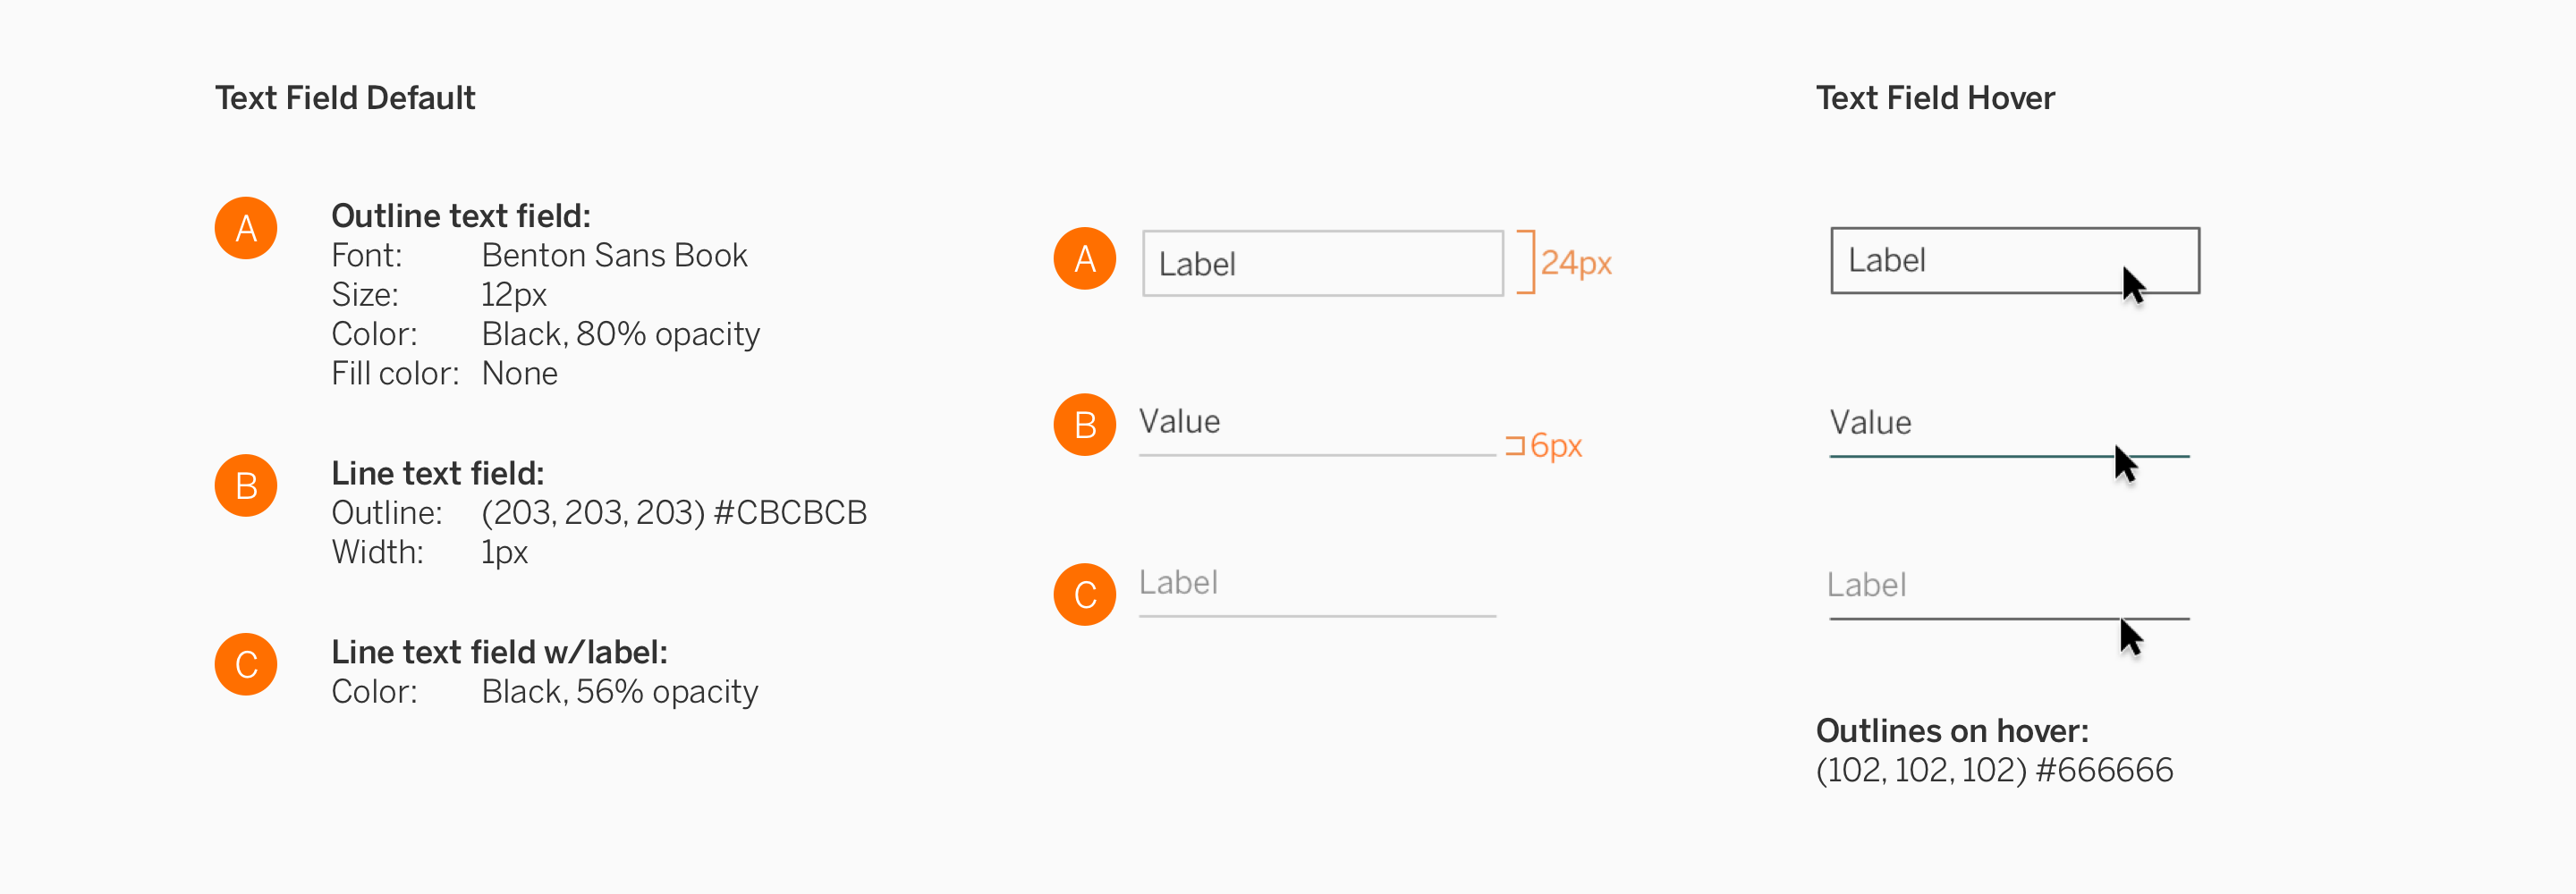 Text Field Default
A
Outline text field:
Font: Benton Sans Book
Size: 12px
Color: Black, 80% opacity
Fill color: None
B
Line text field:
Outline: (203, 203, 203) #CBCBCB
Width: 1px
C
Line text field w/label:
Color: Black, 56% opacity
A
Label
24px
B
Value
6px
C
Label
Text Field Hover
Label
Value
Label
Outlines on hover:
(102, 102, 102) #666666